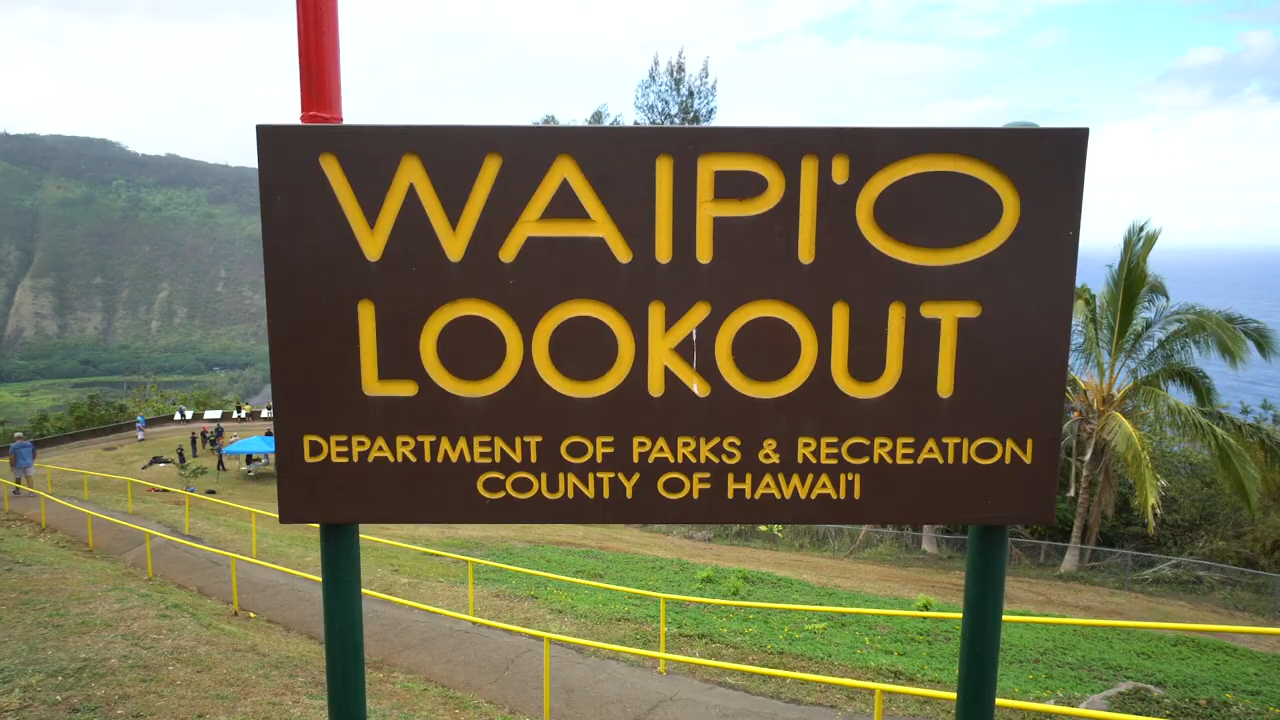 WAIPI'O
LOOKOUT
DEPARTMENT OF PARKS & RECREATION
COUNTY OF HAWAI'I